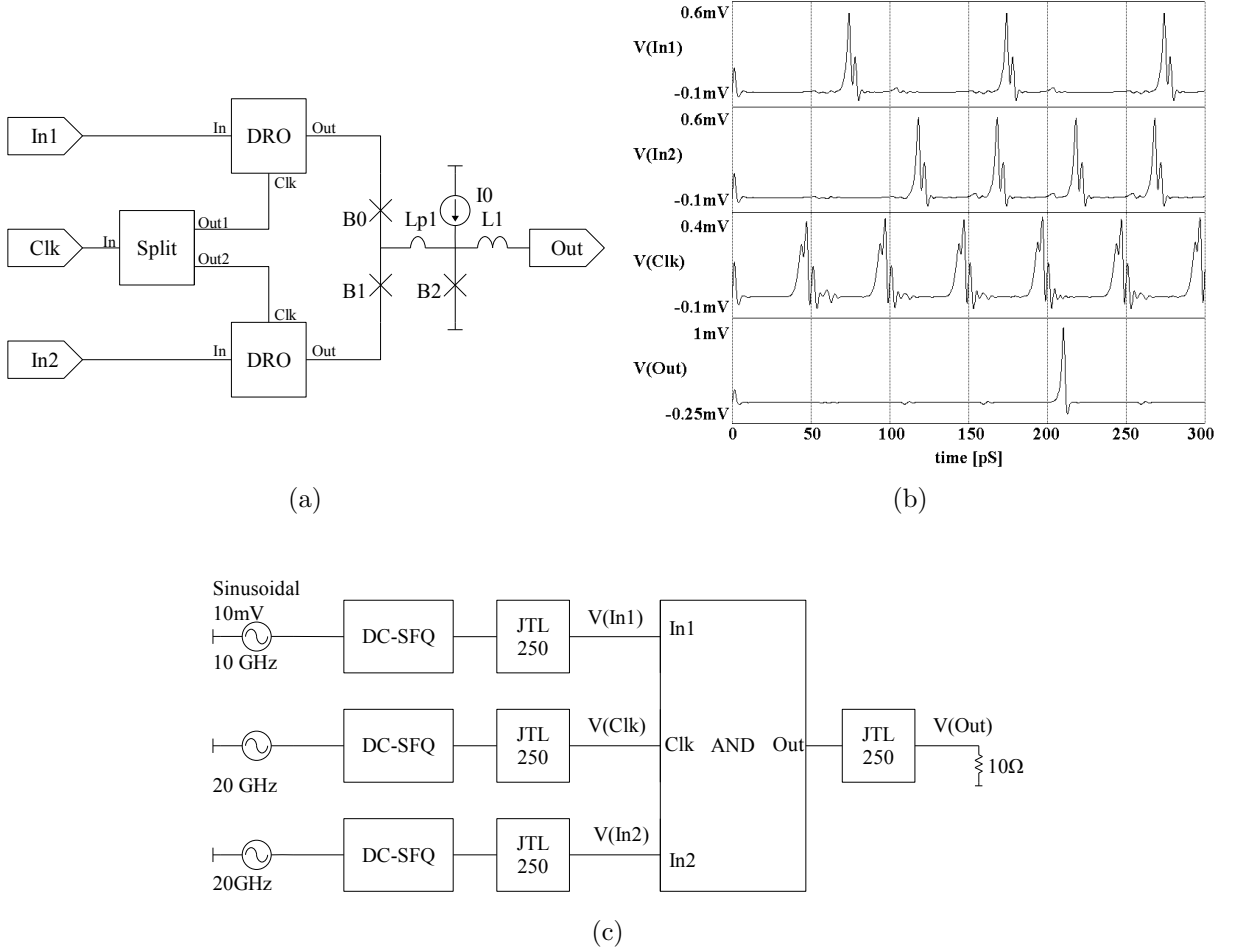 In1
In
DRO
Out
Clk
Clk
In
Split
Out1
Out2
B0
B1
Lp1
I0
L1
B2
Out
Clk
In2
In
DRO
Out
(a)
0.6mV
V(In1)
-0.1mV
0.6mV
V(In2)
-0.1mV
0.4mV
V(Clk)
-0.1mV
1mV
V(Out)
-0.25mV
0 50 100 150 200 250 300
time [pS]
(b)
Sinusoidal
10mV
10 GHz
DC-SFQ
JTL
250
V(In1)
In1
20 GHz
DC-SFQ
JTL
250
V(Clk)
Clk AND Out
JTL
250
V(Out)
10Ω
20GHz
DC-SFQ
JTL
250
V(In2)
In2
(c)